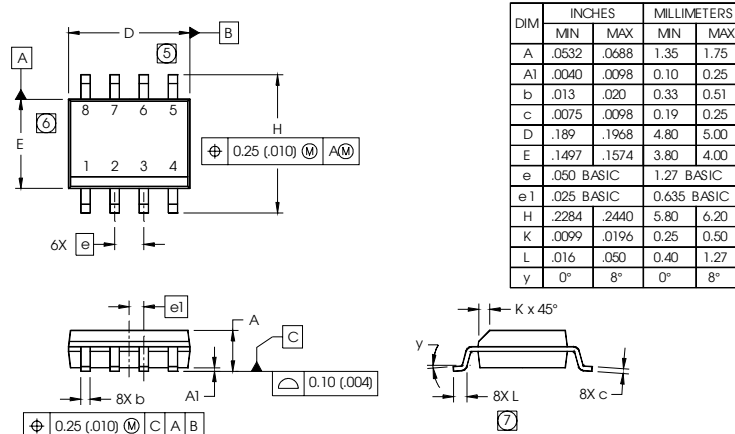 D
B
5
A
8 7 6 5
6
E
H
⌖ 0.25 (.010) Ⓜ AⓂ
1 2 3 4
6X e
e1
A
C
8X b
A1
⌓ 0.10 (.004)
⌖ 0.25 (.010) Ⓜ C A B
K x 45°
y
8X L
8X c
7
DIM INCHES MILLIMETERS
MIN MAX MIN MAX
A .0532 .0688 1.35 1.75
A1 .0040 .0098 0.10 0.25
b .013 .020 0.33 0.51
c .0075 .0098 0.19 0.25
D .189 .1968 4.80 5.00
E .1497 .1574 3.80 4.00
e .050 BASIC 1.27 BASIC
e1 .025 BASIC 0.635 BASIC
H .2284 .2440 5.80 6.20
K .0099 .0196 0.25 0.50
L .016 .050 0.40 1.27
y 0° 8° 0° 8°